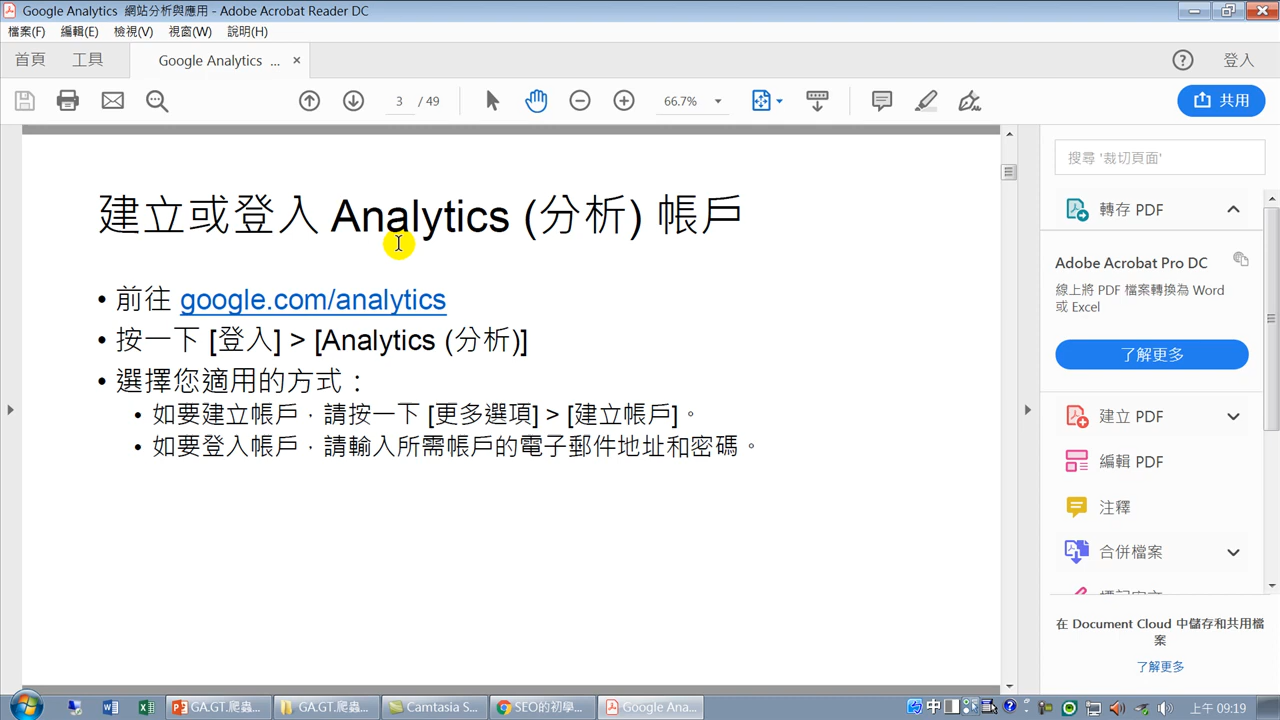 Google Analytics 網站分析與應用 - Adobe Acrobat Reader DC
檔案(F) 編輯(E) 檢視(V) 視窗(W) 說明(H)
首頁 工具 Google Analytics ... × 登入
3 / 49 66.7% 共用
建立或登入 Analytics (分析) 帳戶
• 前往 google.com/analytics
• 按一下 [登入] > [Analytics (分析)]
• 選擇您適用的方式：
• 如要建立帳戶，請按一下 [更多選項] > [建立帳戶]。
• 如要登入帳戶，請輸入所需帳戶的電子郵件地址和密碼。
搜尋 '裁切頁面'
轉存 PDF
Adobe Acrobat Pro DC
線上將 PDF 檔案轉換為 Word
或 Excel
了解更多
建立 PDF
編輯 PDF
注釋
合併檔案
在 Document Cloud 中儲存和共用檔
案
了解更多
GA.GT.爬蟲... GA.GT.爬蟲... Camtasia S... SEO的初學... Google Ana... 中 上午 09:19